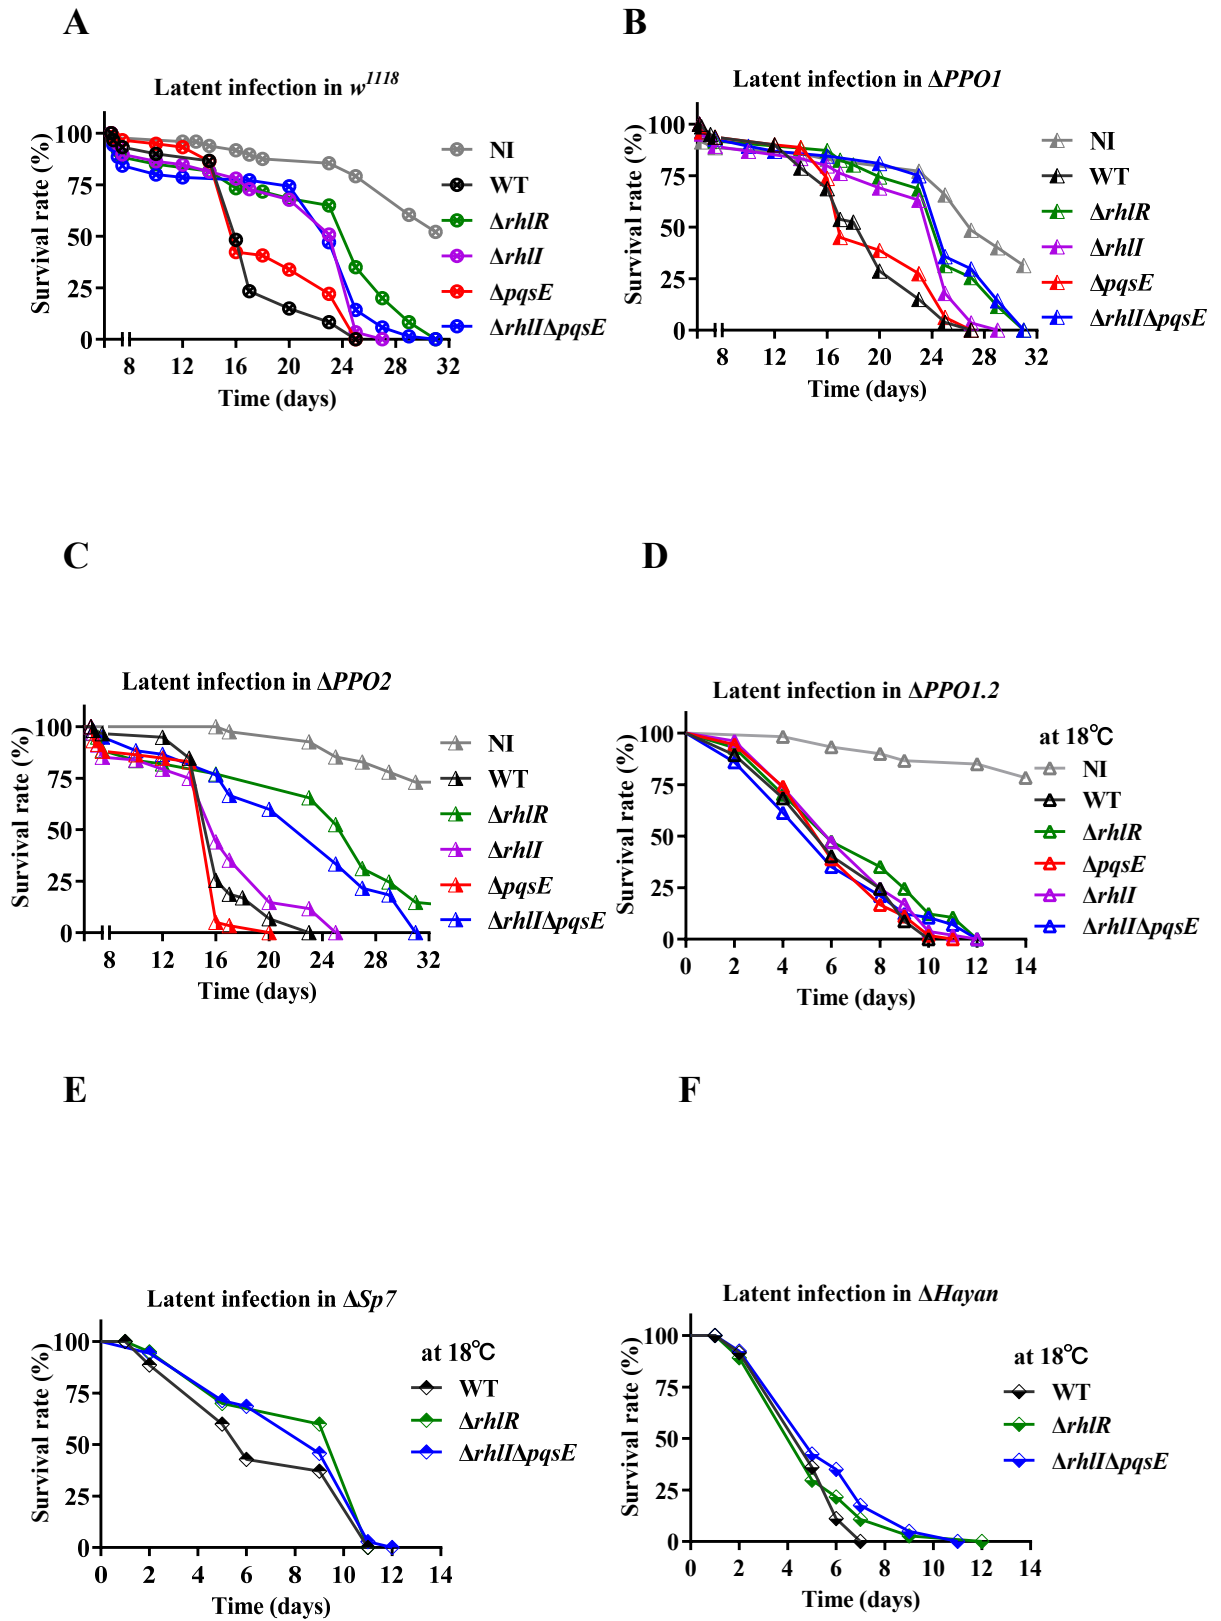 A
Latent infection in w1118
Survival rate (%)
100
75
50
25
0
8 12 16 20 24 28 32
Time (days)
NI
WT
ΔrhlR
ΔrhlI
ΔpqsE
ΔrhlIΔpqsE
B
Latent infection in ΔPPO1
Survival rate (%)
100
75
50
25
0
8 12 16 20 24 28 32
Time (days)
NI
WT
ΔrhlR
ΔrhlI
ΔpqsE
ΔrhlIΔpqsE
C
Latent infection in ΔPPO2
Survival rate (%)
100
75
50
25
0
8 12 16 20 24 28 32
Time (days)
NI
WT
ΔrhlR
ΔrhlI
ΔpqsE
ΔrhlIΔpqsE
D
Latent infection in ΔPPO1.2
Survival rate (%)
100
75
50
25
0
0 2 4 6 8 10 12 14
Time (days)
at 18℃
NI
WT
ΔrhlR
ΔpqsE
ΔrhlI
ΔrhlIΔpqsE
E
Latent infection in ΔSp7
Survival rate (%)
100
75
50
25
0
0 2 4 6 8 10 12 14
Time (days)
at 18℃
WT
ΔrhlR
ΔrhlIΔpqsE
F
Latent infection in ΔHayan
Survival rate (%)
100
75
50
25
0
0 2 4 6 8 10 12 14
Time (days)
at 18℃
WT
ΔrhlR
ΔrhlIΔpqsE